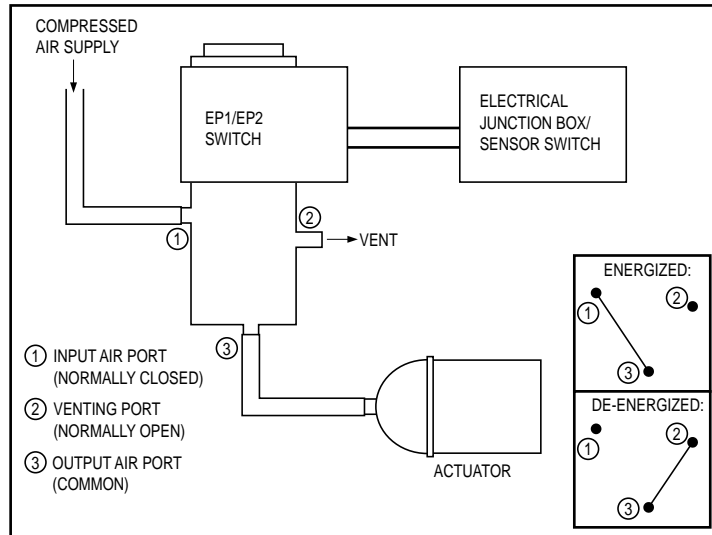 COMPRESSED
AIR SUPPLY
EP1/EP2
SWITCH
ELECTRICAL
JUNCTION BOX/
SENSOR SWITCH
1
2
VENT
3
1 INPUT AIR PORT
(NORMALLY CLOSED)
2 VENTING PORT
(NORMALLY OPEN)
3 OUTPUT AIR PORT
(COMMON)
ACTUATOR
ENERGIZED:
1
2
3
DE-ENERGIZED:
1
2
3